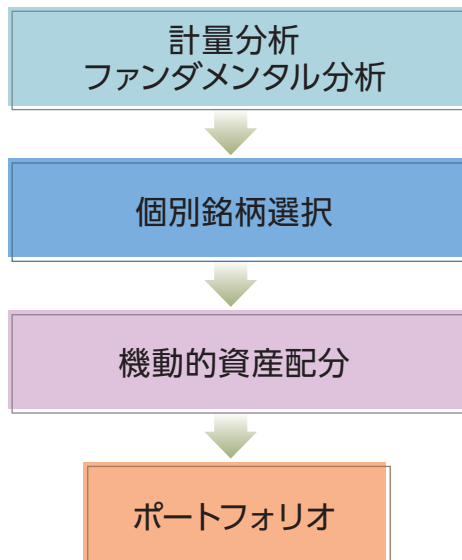 計量分析
ファンダメンタル分析
個別銘柄選択
機動的資産配分
ポートフォリオ